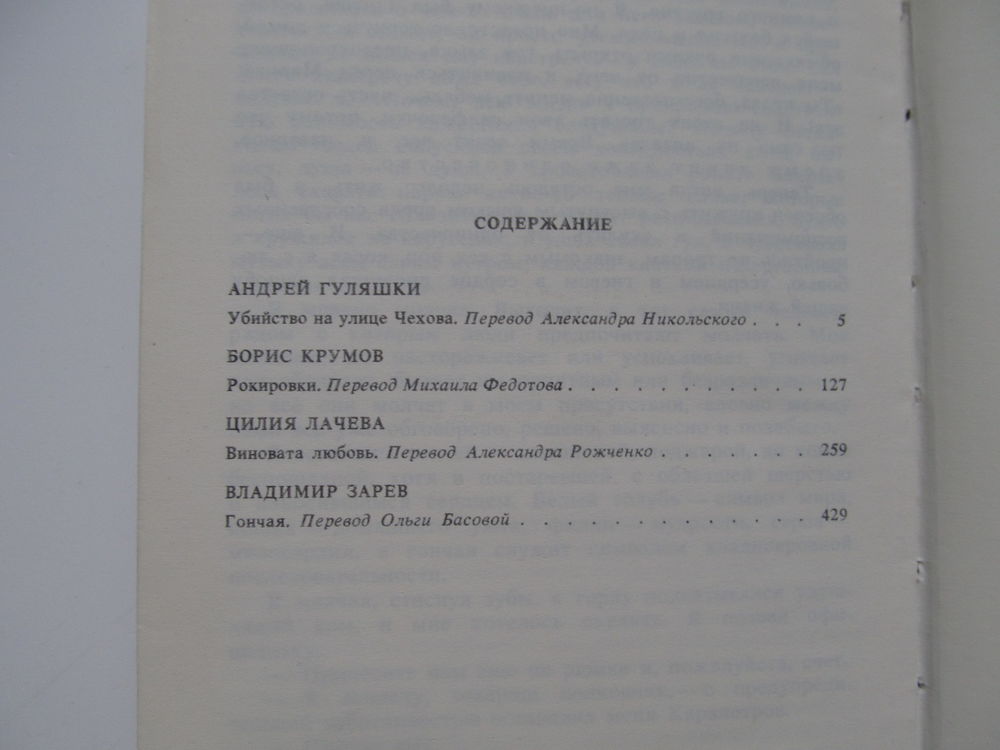 СОДЕРЖАНИЕ
АНДРЕЙ ГУЛЯШКИ
Убийство на улице Чехова. Перевод Александра Никольского . . . 5
БОРИС КРУМОВ
Рокировки. Перевод Михаила Федотова . . . . . . . . . . . . 127
ЦИЛИЯ ЛАЧЕВА
Виновата любовь. Перевод Александра Рожченко . . . . . . . . 259
ВЛАДИМИР ЗАРЕВ
Гончая. Перевод Ольги Басовой . . . . . . . . . . . . . . 429